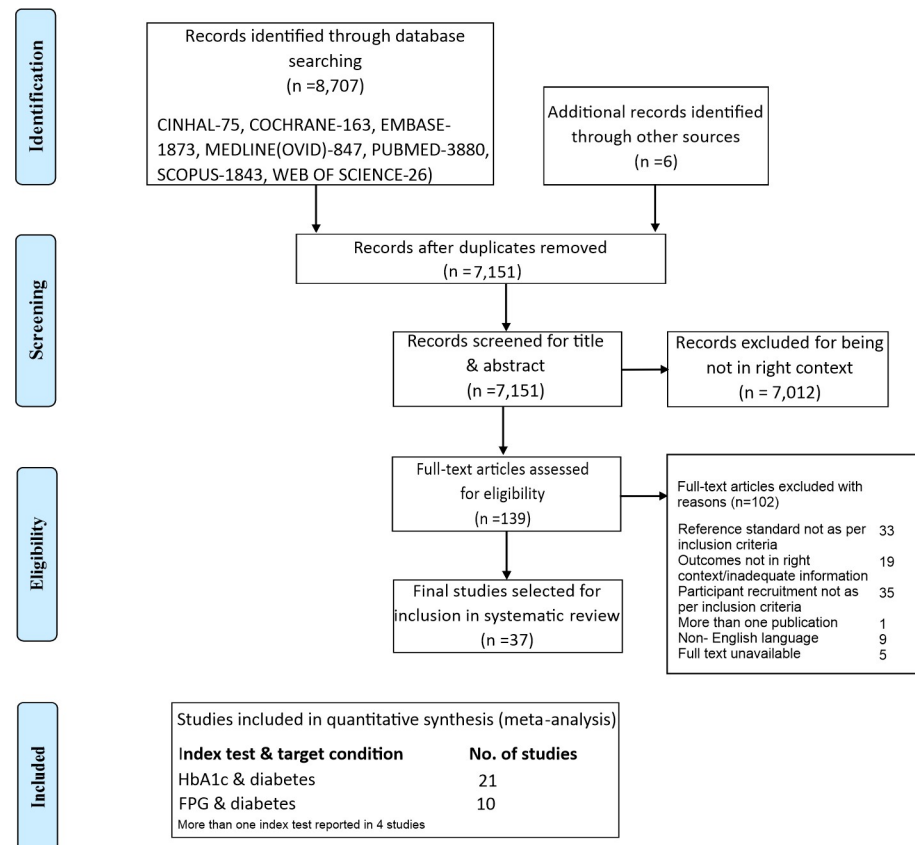 Identification
Records identified through database
searching
(n =8,707)
CINHAL-75, COCHRANE-163, EMBASE-
1873, MEDLINE(OVID)-847, PUBMED-3880,
SCOPUS-1843, WEB OF SCIENCE-26)
Additional records identified
through other sources
(n =6)
Screening
Records after duplicates removed
(n =7,151)
Records screened for title
& abstract
(n =7,151)
Records excluded for being
not in right context
(n = 7,012)
Eligibility
Full-text articles assessed
for eligibility
(n =139)
Full-text articles excluded with
reasons (n=102)
Reference standard not as per 33
inclusion criteria
Outcomes not in right 19
context/inadequate information
Participant recruitment not as 35
per inclusion criteria
More than one publication 1
Non- English language 9
Full text unavailable 5
Final studies selected for
inclusion in systematic review
(n =37)
Included
Studies included in quantitative synthesis (meta-analysis)
Index test & target condition No. of studies
HbA1c & diabetes 21
FPG & diabetes 10
More than one index test reported in 4 studies